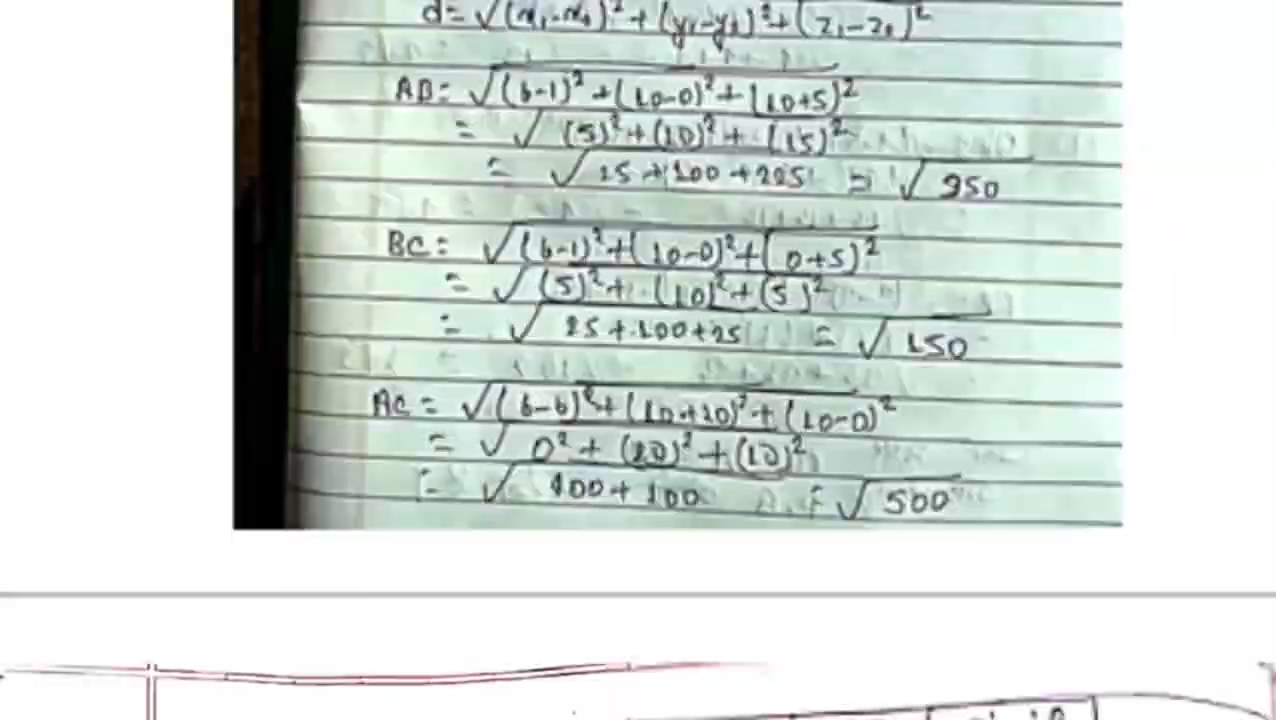 d= √(x₁-x₂)²+(y₁-y₂)²+(z₁-z₂)²
AB= √(6-1)²+(10-0)²+(10+5)²
= √(5)²+(10)²+(15)²
= √25+100+225 = √350
BC= √(6-1)²+(10-0)²+(0+5)²
= √(5)²+(10)²+(5)²
= √25+100+25 = √150
AC= √(6-6)²+(10+10)²+(10-0)²
= √0²+(20)²+(10)²
= √400+100 = √500